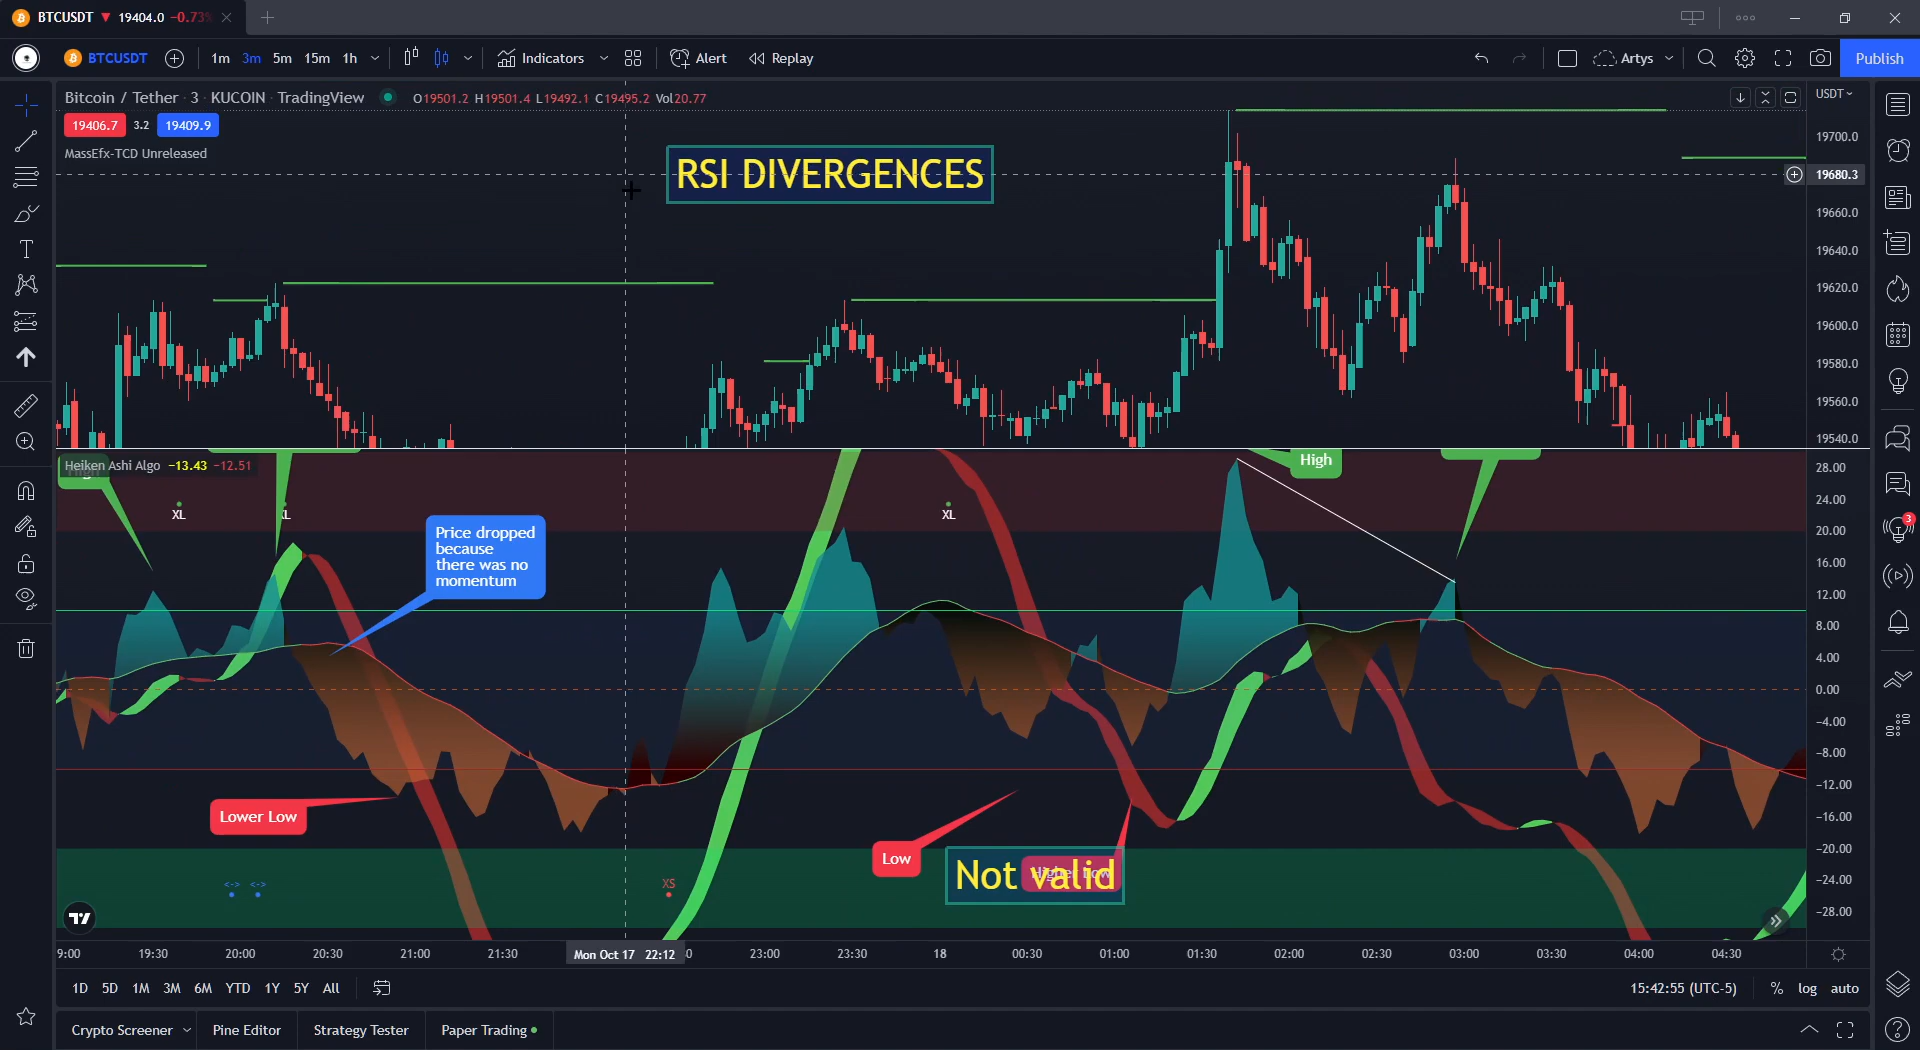 BTCUSDT ▼ 19404.0 −0.73%
BTCUSDT 1m 3m 5m 15m 1h Indicators Alert Replay Artys Publish
Bitcoin / Tether · 3 · KUCOIN · TradingView O19501.2 H19501.4 L19492.1 C19495.2 Vol20.77 USDT
19406.7 3.2 19409.9
MassEfx-TCD Unreleased
RSI DIVERGENCES
19700.0
19680.3
19660.0
19640.0
19620.0
19600.0
19580.0
19560.0
19540.0
Heiken Ashi Algo −13.43 −12.51
High
XL
XL
XL
Price dropped
because
there was no
momentum
28.00
24.00
20.00
16.00
12.00
8.00
4.00
0.00
−4.00
−8.00
−12.00
−16.00
−20.00
−24.00
−28.00
3
Lower Low
Low
Not valid
<-> <->
XS
9:00 19:30 20:00 20:30 21:00 21:30 Mon Oct 17 22:12 23:00 23:30 18 00:30 01:00 01:30 02:00 02:30 03:00 03:30 04:00 04:30
1D 5D 1M 3M 6M YTD 1Y 5Y All 15:42:55 (UTC-5) % log auto
Crypto Screener Pine Editor Strategy Tester Paper Trading